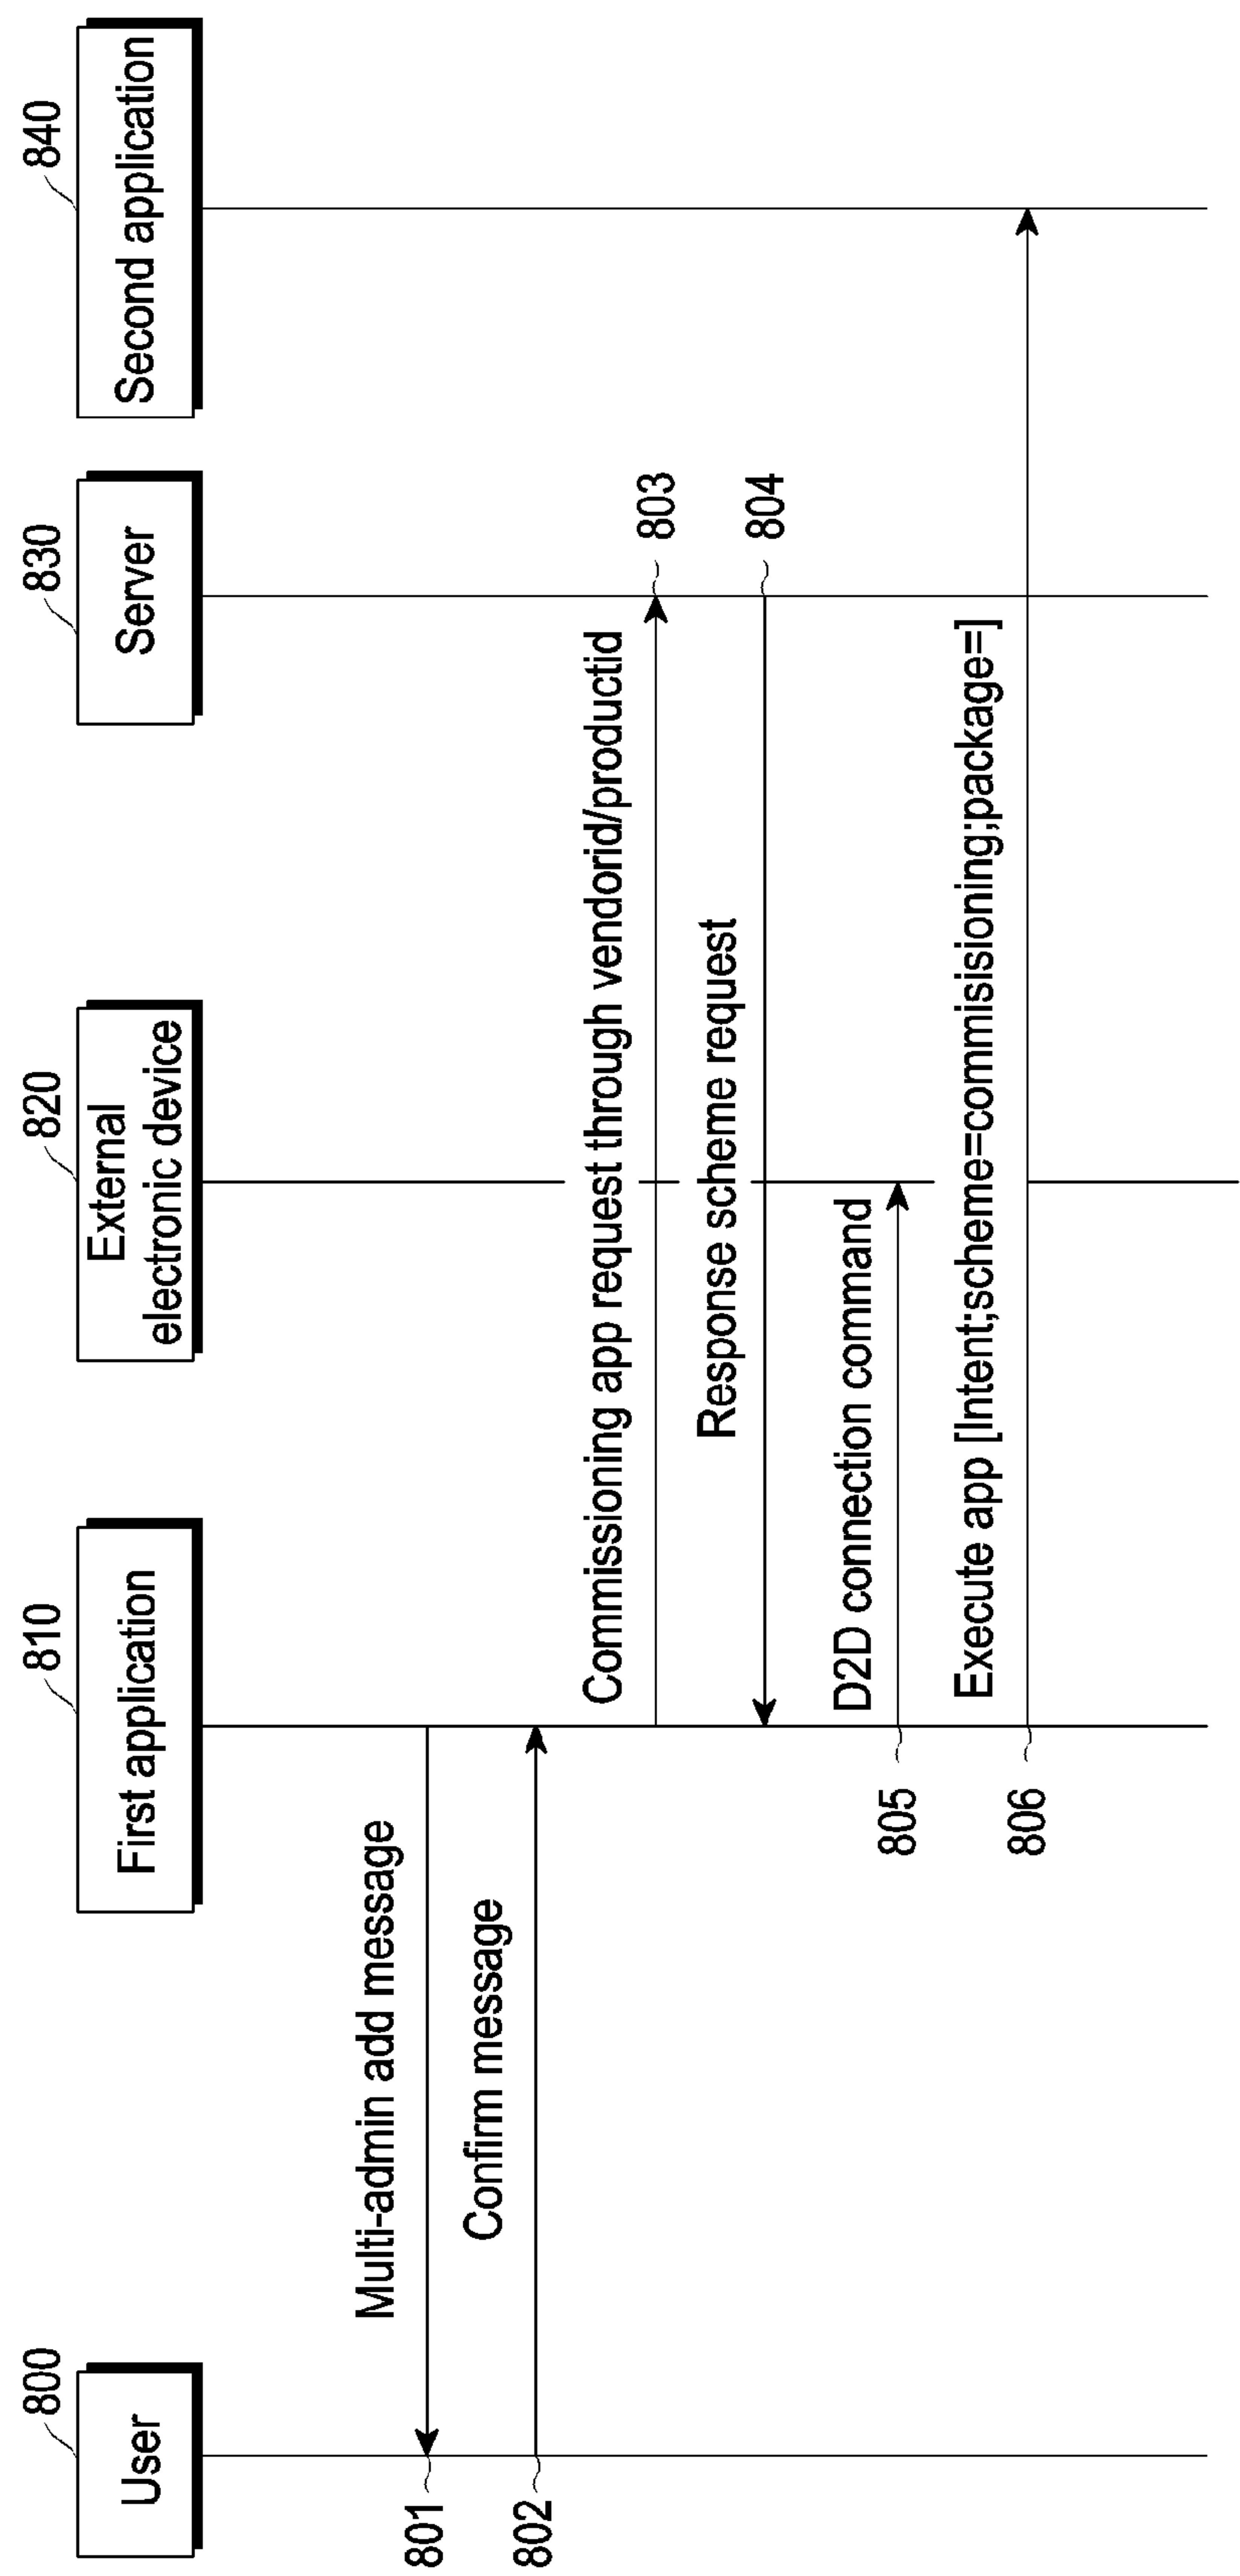 800
User
810
First application
820
External
electronic device
830
Server
840
Second application
Multi-admin add message
801
Confirm message
802
Commissioning app request through vendorid/productid
803
Response scheme request
804
D2D connection command
805
Execute app [Intent;scheme=commisisioning;package=]
806